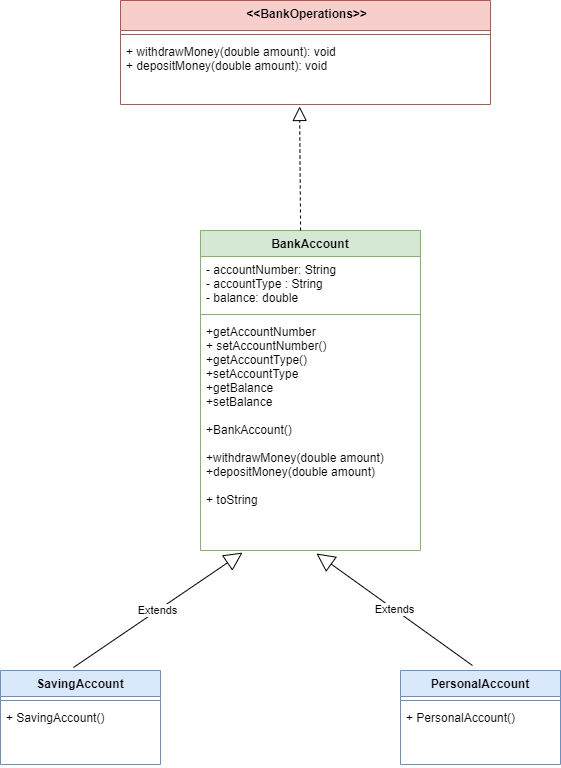 <<BankOperations>>
+ withdrawMoney(double amount): void
+ depositMoney(double amount): void
BankAccount
- accountNumber: String
- accountType : String
- balance: double
+getAccountNumber
+ setAccountNumber()
+getAccountType()
+setAccountType
+getBalance
+setBalance
+BankAccount()
+withdrawMoney(double amount)
+depositMoney(double amount)
+ toString
Extends
Extends
SavingAccount
+ SavingAccount()
PersonalAccount
+ PersonalAccount()